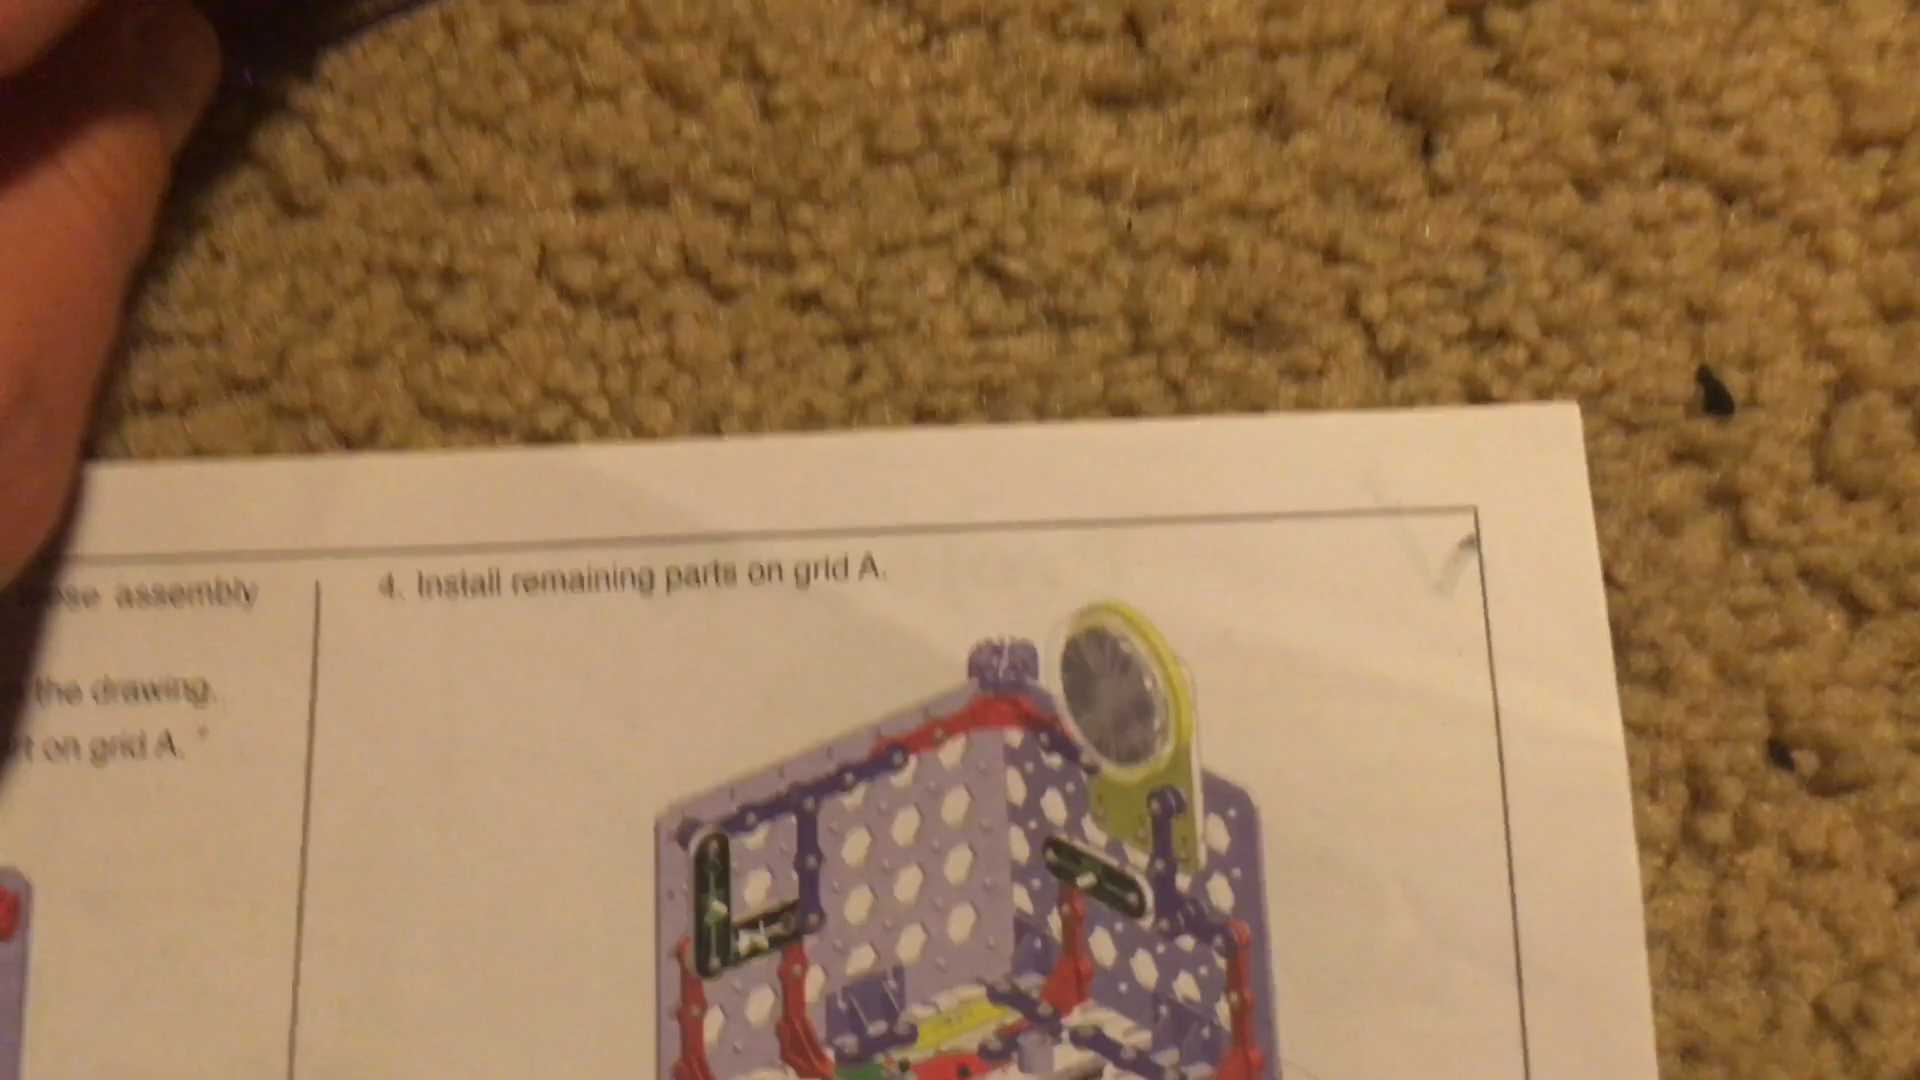 assembly
the drawing.
on grid A.
4. Install remaining parts on grid A.